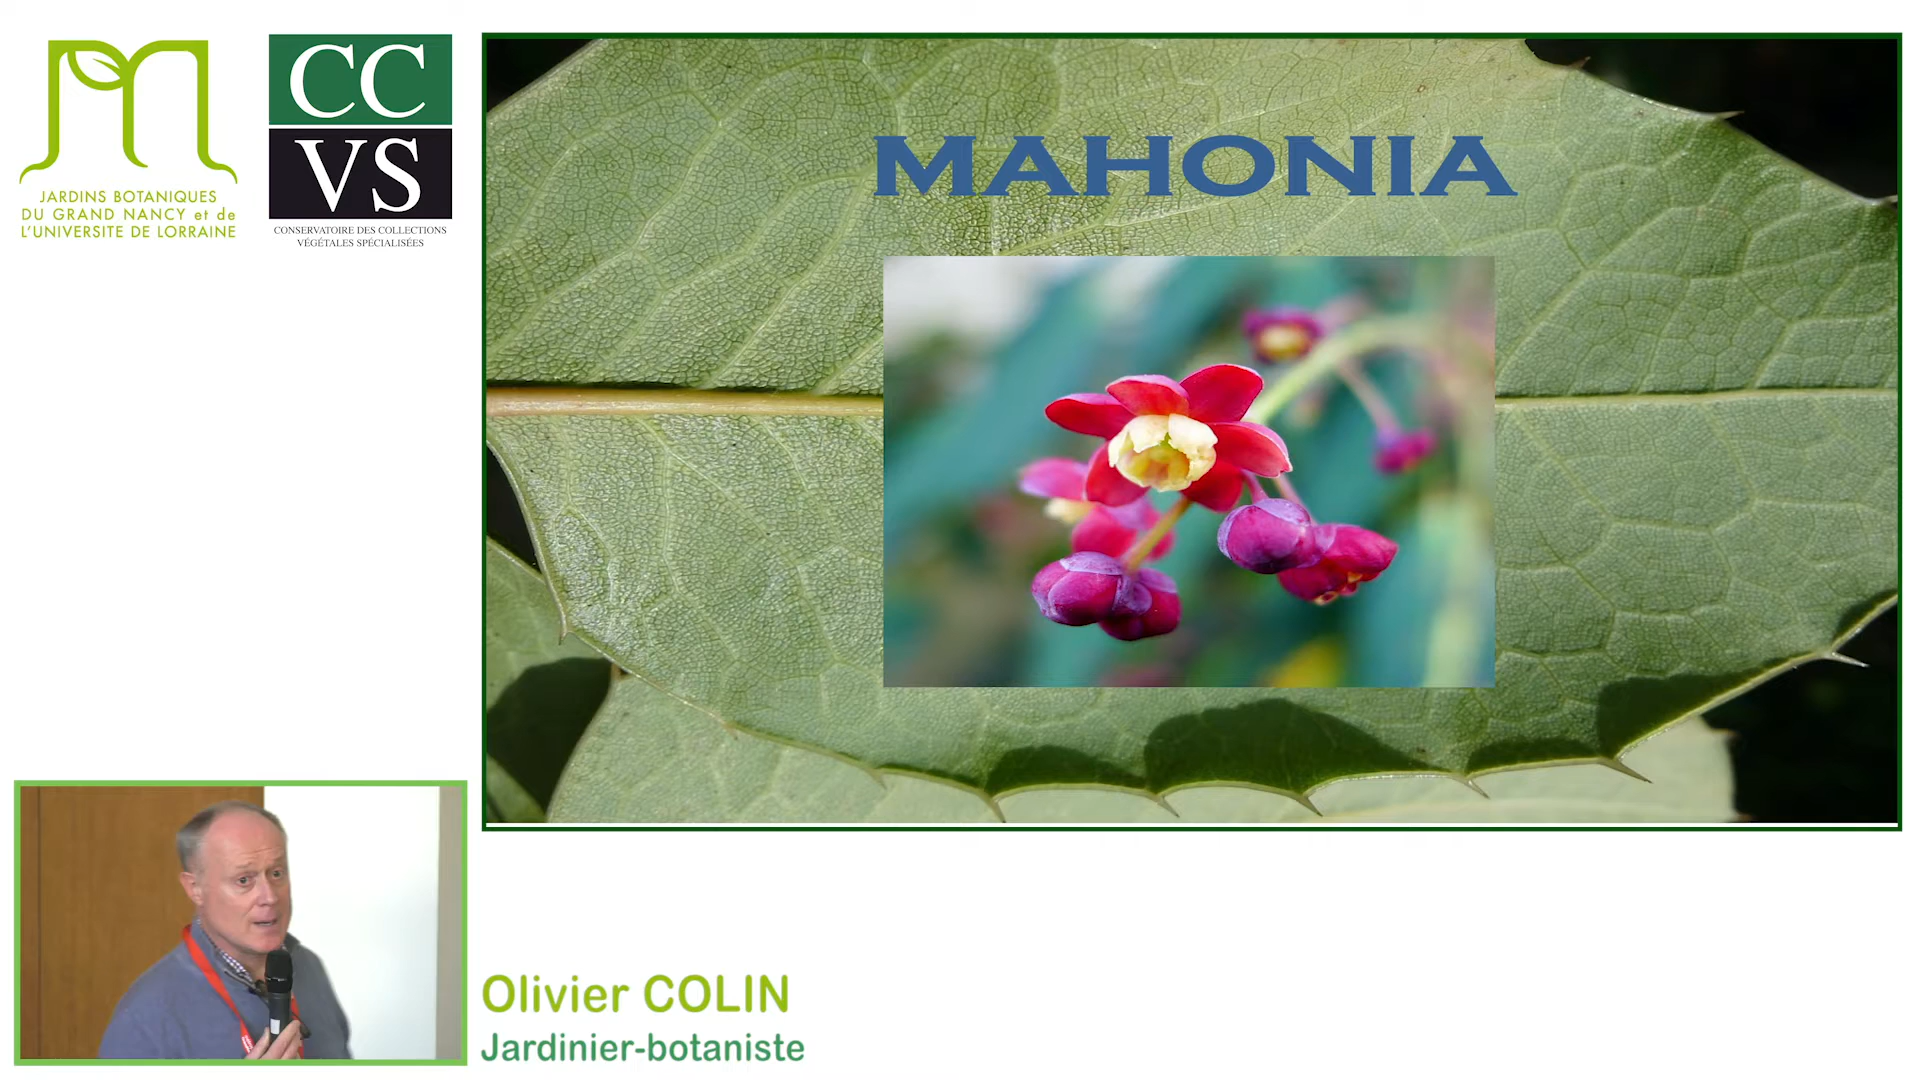 JARDINS BOTANIQUES
DU GRAND NANCY et de
L'UNIVERSITE DE LORRAINE
CC
VS
CONSERVATOIRE DES COLLECTIONS
VÉGÉTALES SPÉCIALISÉES
MAHONIA
Olivier COLIN
Jardinier-botaniste